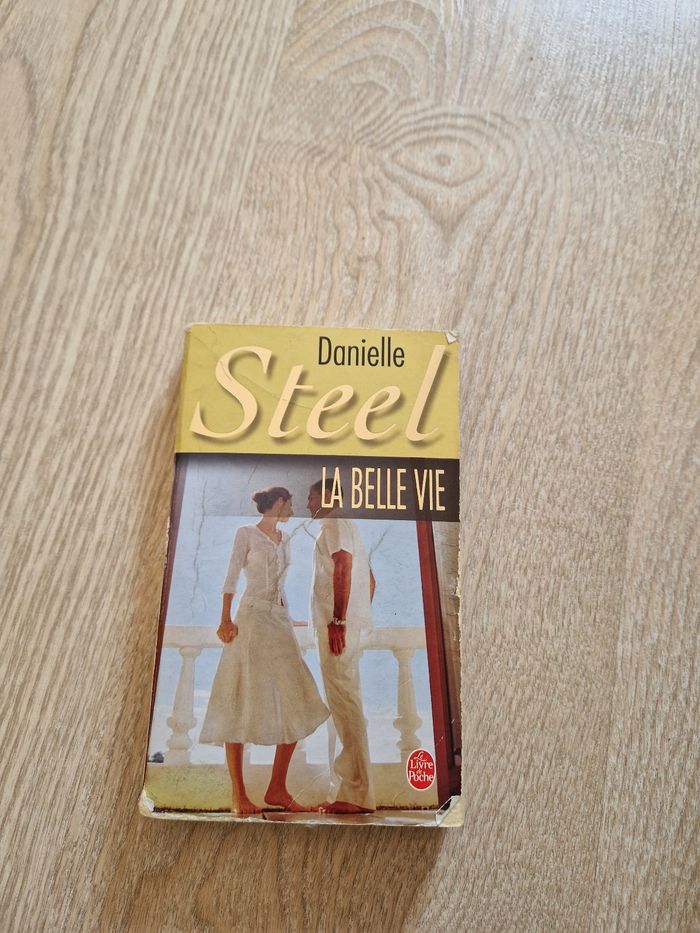 Danielle
Steel
LA BELLE VIE
Le
Livre
de
Poche